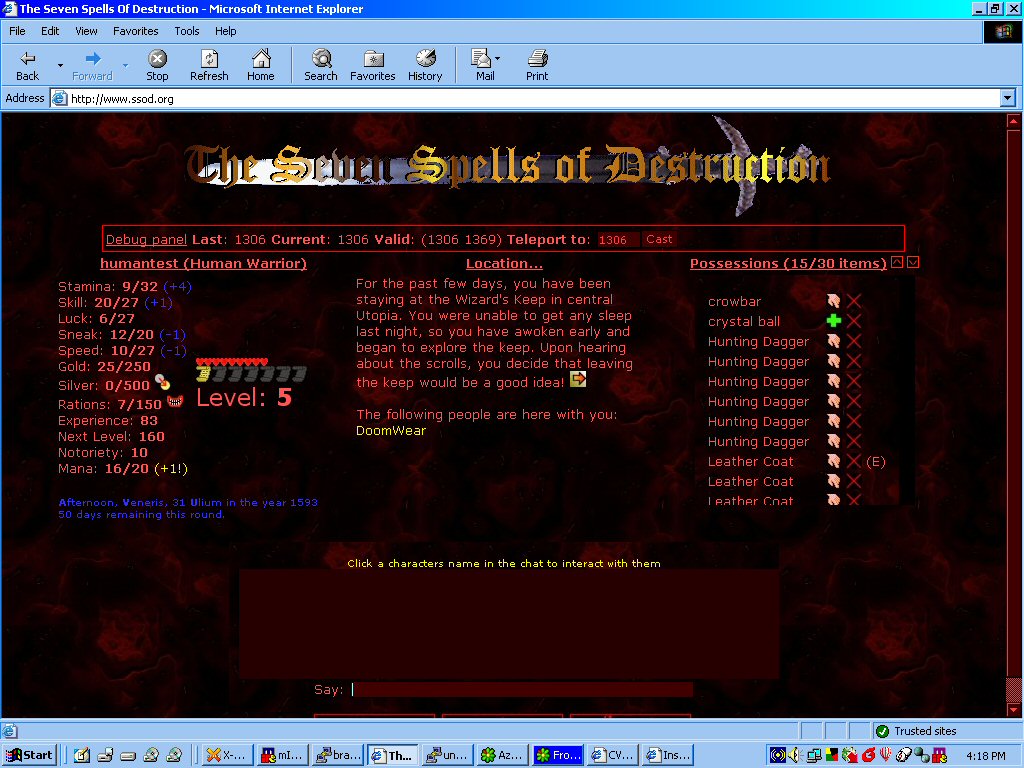 The Seven Spells Of Destruction - Microsoft Internet Explorer
File Edit View Favorites Tools Help
Back Forward Stop Refresh Home Search Favorites History Mail Print
Address http://www.ssod.org
The Seven Spells of Destruction
Debug panel Last: 1306 Current: 1306 Valid: (1306 1369) Teleport to: 1306 Cast
humantest (Human Warrior)
Stamina: 9/32 (+4)
Skill: 20/27 (+1)
Luck: 6/27
Sneak: 12/20 (-1)
Speed: 10/27 (-1)
Gold: 25/250
Silver: 0/500
Rations: 7/150
Experience: 83
Next Level: 160
Notoriety: 10
Mana: 16/20 (+1!)
Level: 5
Afternoon, Veneris, 31 Ulium in the year 1593
50 days remaining this round.
Location...
For the past few days, you have been
staying at the Wizard's Keep in central
Utopia. You were unable to get any sleep
last night, so you have awoken early and
began to explore the keep. Upon hearing
about the scrolls, you decide that leaving
the keep would be a good idea!
The following people are here with you:
DoomWear
Possessions (15/30 items)
crowbar
crystal ball
Hunting Dagger
Hunting Dagger
Hunting Dagger
Hunting Dagger
Hunting Dagger
Hunting Dagger
Leather Coat (E)
Leather Coat
Leather Coat
Click a characters name in the chat to interact with them
Say:
Trusted sites
Start X-... mI... bra... Th... un... Az... Fro... CV... Ins... 4:18 PM